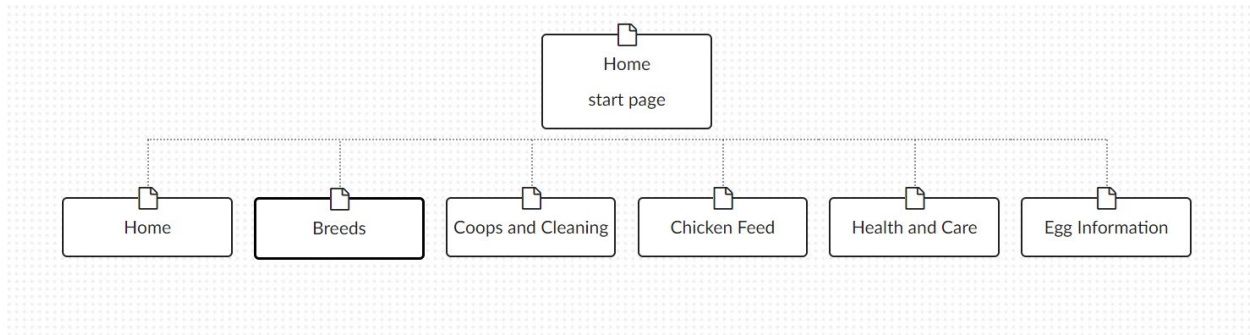 Home
start page
Home
Breeds
Coops and Cleaning
Chicken Feed
Health and Care
Egg Information